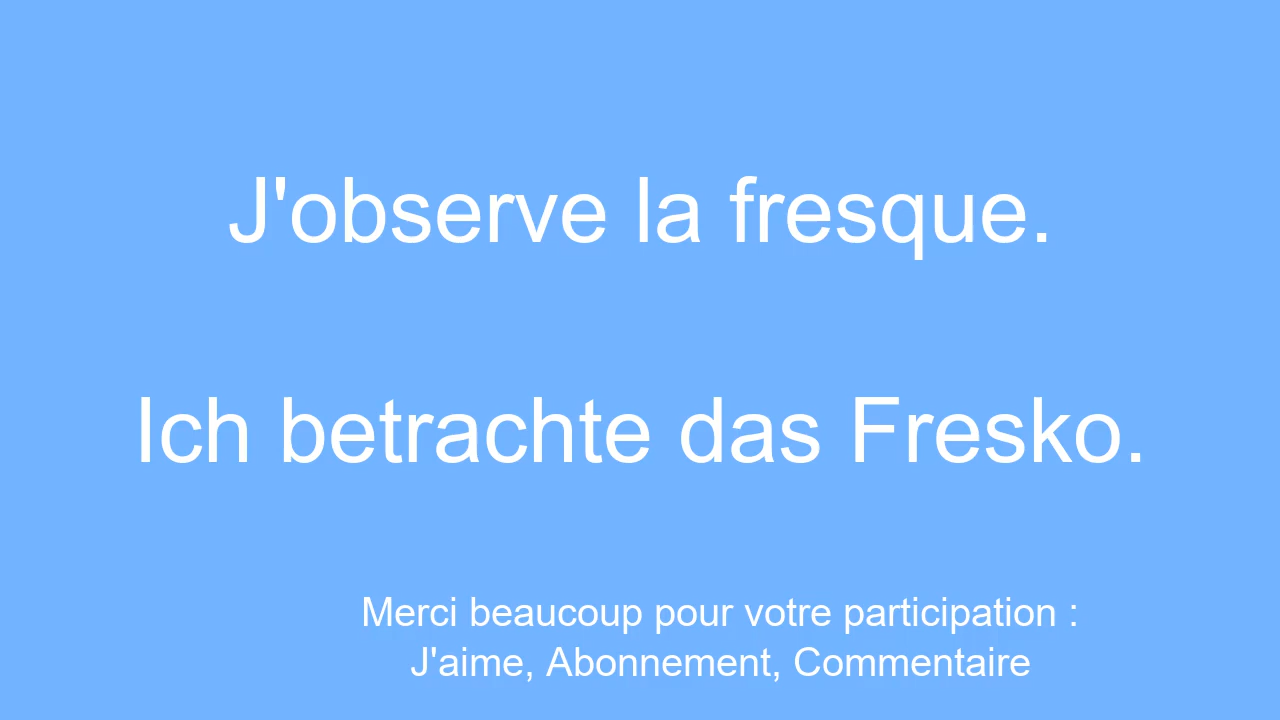 J'observe la fresque.
Ich betrachte das Fresko.
Merci beaucoup pour votre participation :
J'aime, Abonnement, Commentaire